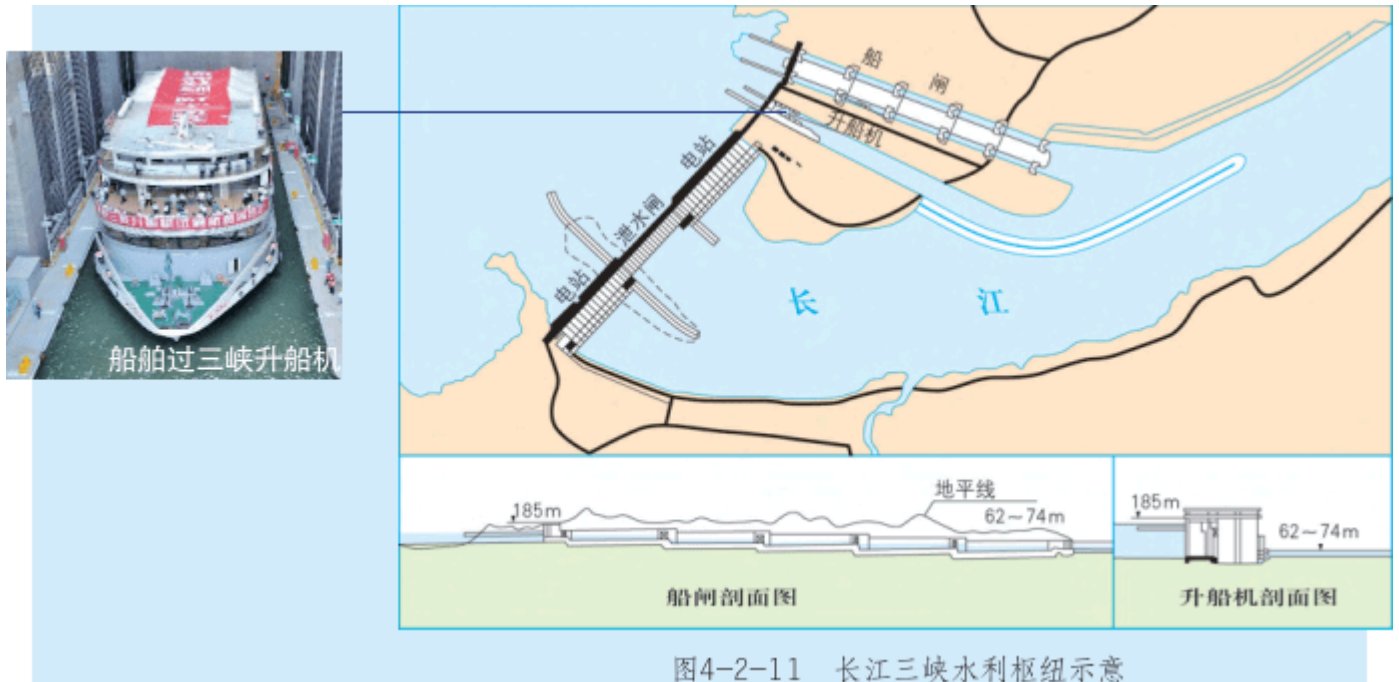 船舶过三峡升船机
船闸
升船机
电站
泄水闸
电站
长江
185m
地平线
62～74m
船闸剖面图
185m
62～74m
升船机剖面图
图4-2-11 长江三峡水利枢纽示意